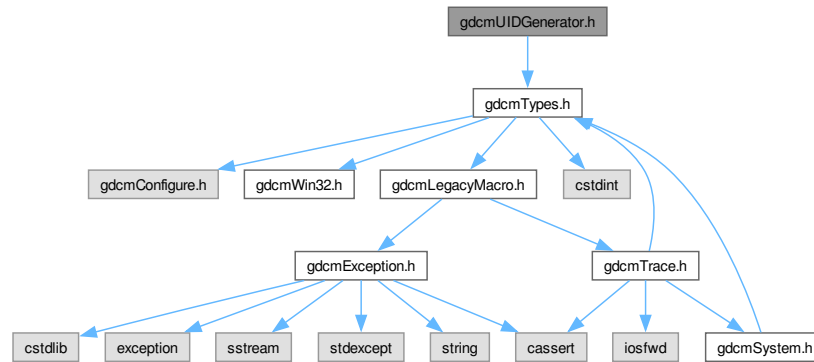 gdcmUIDGenerator.h
gdcmTypes.h
gdcmConfigure.h
gdcmWin32.h
gdcmLegacyMacro.h
cstdint
gdcmException.h
gdcmTrace.h
cstdlib
exception
sstream
stdexcept
string
cassert
iosfwd
gdcmSystem.h